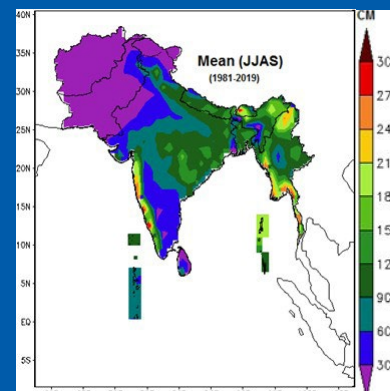 CM
40N
35N
30N
25N
20N
15N
10N
5N
EQ
5S
Mean (JJAS)
(1981-2019)
30
27
24
21
18
15
12
90
60
30